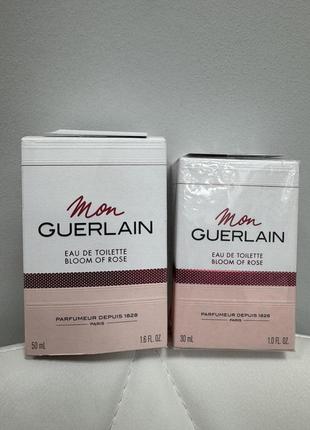 Mon
GUERLAIN
EAU DE TOILETTE
BLOOM OF ROSE
PARFUMEUR DEPUIS 1828
PARIS
50 mL 1.6 FL. OZ.
Mon
GUERLAIN
EAU DE TOILETTE
BLOOM OF ROSE
PARFUMEUR DEPUIS 1828
PARIS
30 mL 1.0 FL. OZ.